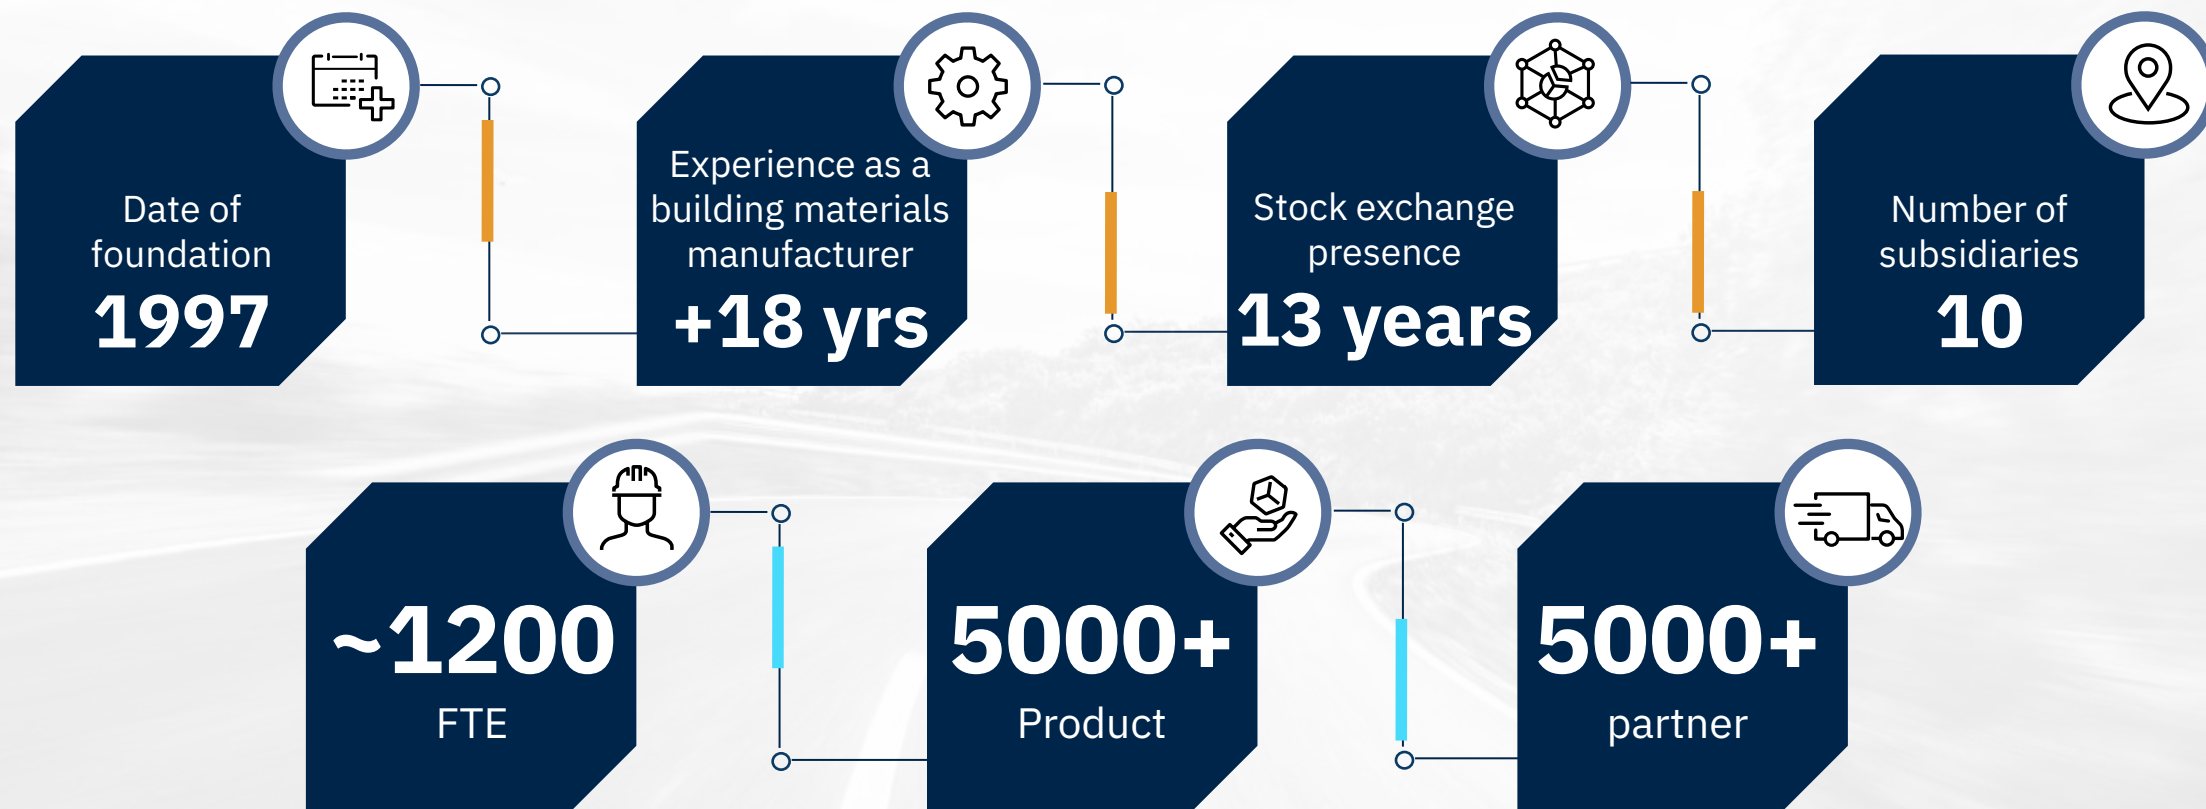 Date of
foundation
1997
Experience as a
building materials
manufacturer
+18 yrs
Stock exchange
presence
13 years
Number of
subsidiaries
10
~1200
FTE
5000+
Product
5000+
partner